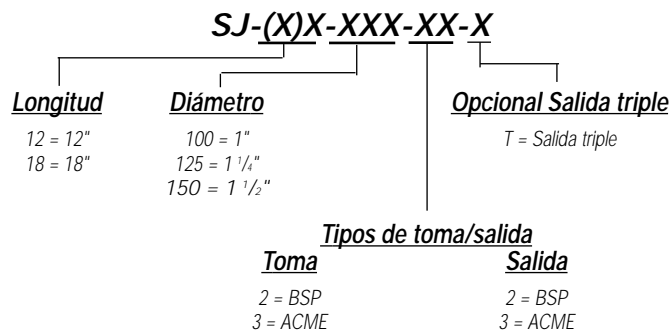 SJ-(X)X-XXX-XX-X
Longitud
12 = 12"
18 = 18"
Diámetro
100 = 1"
125 = 1 1/4"
150 = 1 1/2"
Opcional Salida triple
T = Salida triple
Tipos de toma/salida
Toma
2 = BSP
3 = ACME
Salida
2 = BSP
3 = ACME